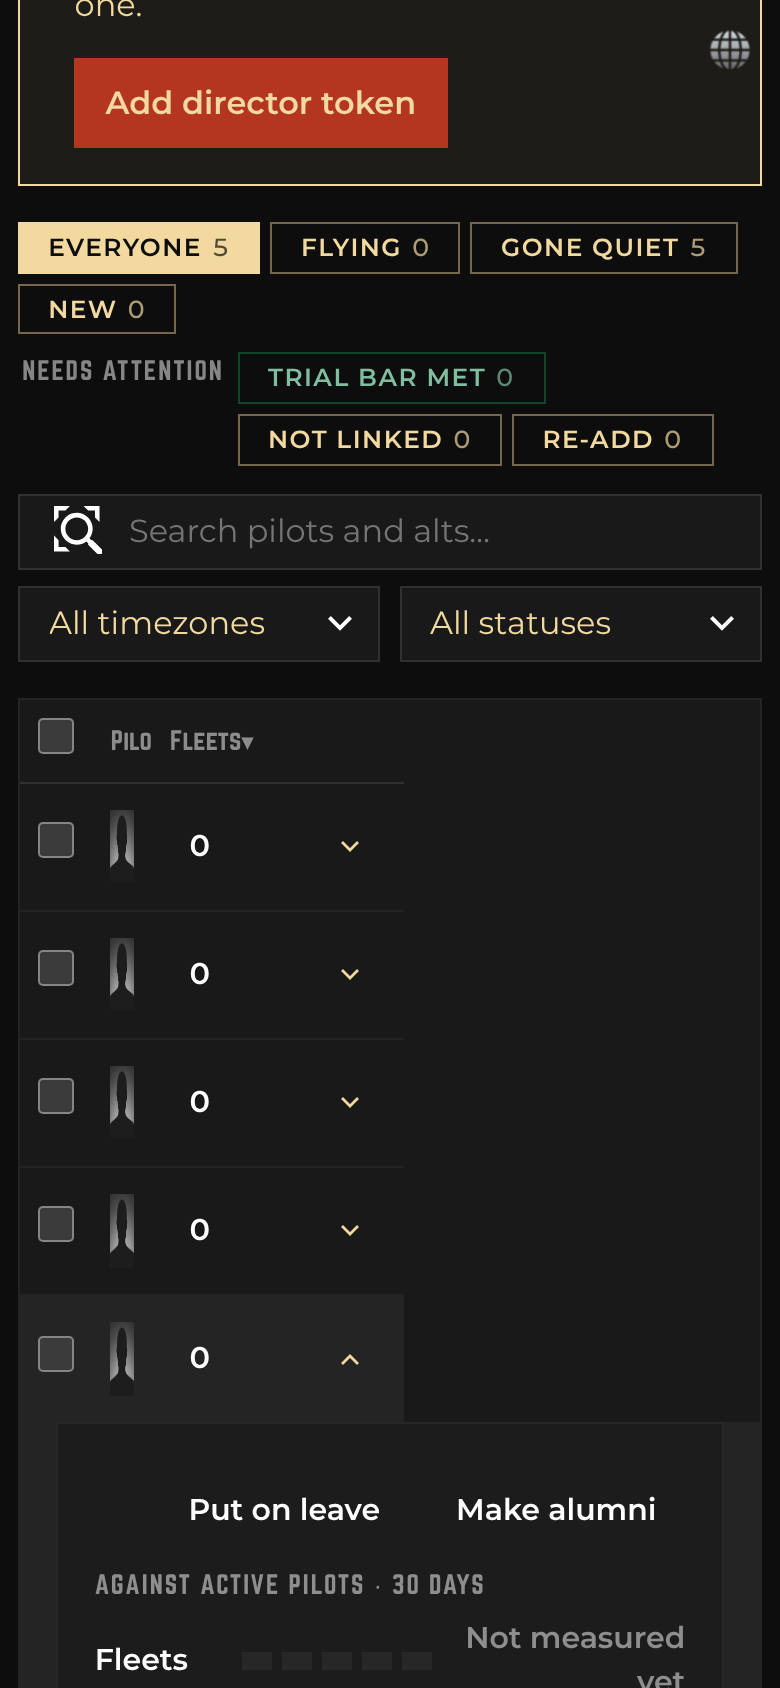 one.
Add director token
EVERYONE 5 FLYING 0 GONE QUIET 5
NEW 0
NEEDS ATTENTION TRIAL BAR MET 0
NOT LINKED 0 RE-ADD 0
Search pilots and alts...
All timezones All statuses
PILO FLEETS▾
0
0
0
0
0
Put on leave Make alumni
AGAINST ACTIVE PILOTS · 30 DAYS
Fleets Not measured
yet